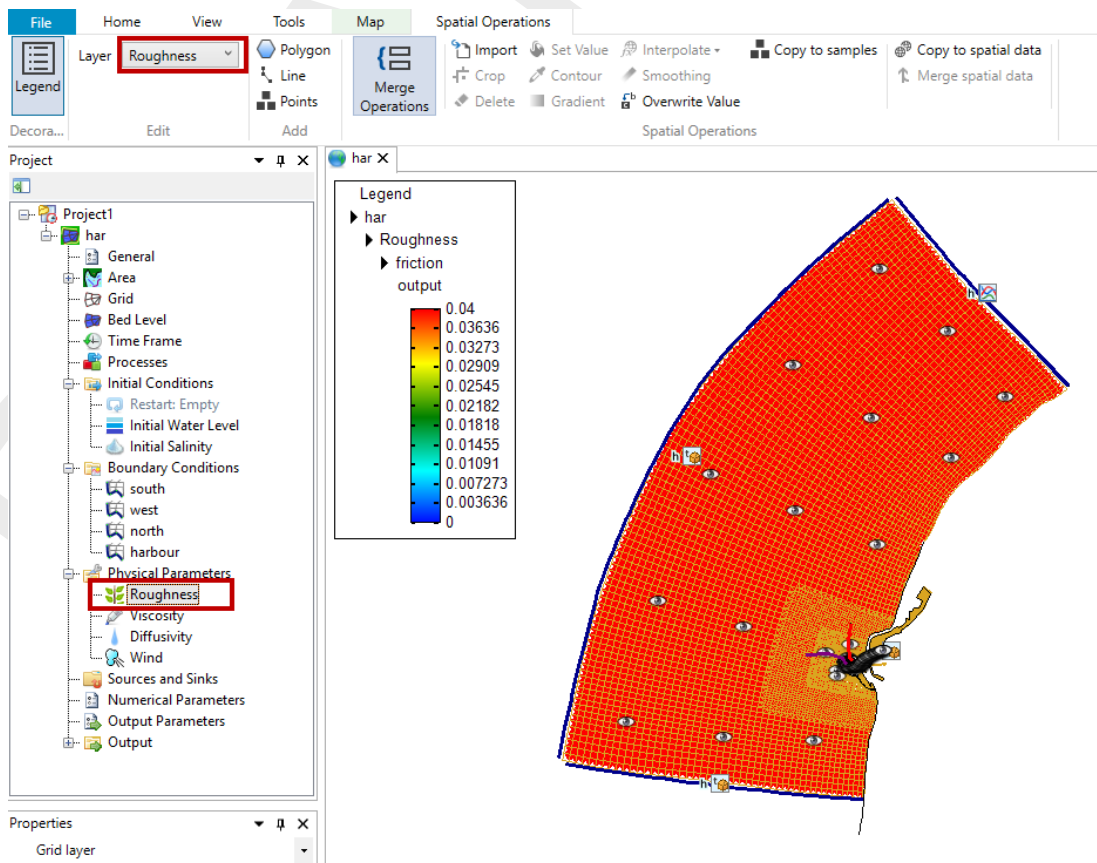 File Home View Tools Map Spatial Operations
Legend
Layer Roughness
Polygon
Line
Points
Merge
Operations
Import Set Value Interpolate Copy to samples Copy to spatial data
Crop Contour Smoothing Merge spatial data
Delete Gradient Overwrite Value
Decora... Edit Add Spatial Operations
Project
Project1
har
General
Area
Grid
Bed Level
Time Frame
Processes
Initial Conditions
Restart: Empty
Initial Water Level
Initial Salinity
Boundary Conditions
south
west
north
harbour
Physical Parameters
Roughness
Viscosity
Diffusivity
Wind
Sources and Sinks
Numerical Parameters
Output Parameters
Output
Properties
Grid layer
har
Legend
har
Roughness
friction
output
0.04
0.03636
0.03273
0.02909
0.02545
0.02182
0.01818
0.01455
0.01091
0.007273
0.003636
0
h
h t
h t